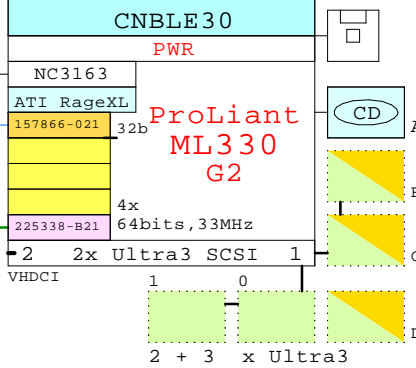 CNBLE30
PWR
NC3163
ATI RageXL
157866-021
32b
ProLiant
ML330
G2
CD
4x
225338-B21
64bits,33MHz
2 2x Ultra3 SCSI 1
VHDCI
1 0
2 + 3 x Ultra3